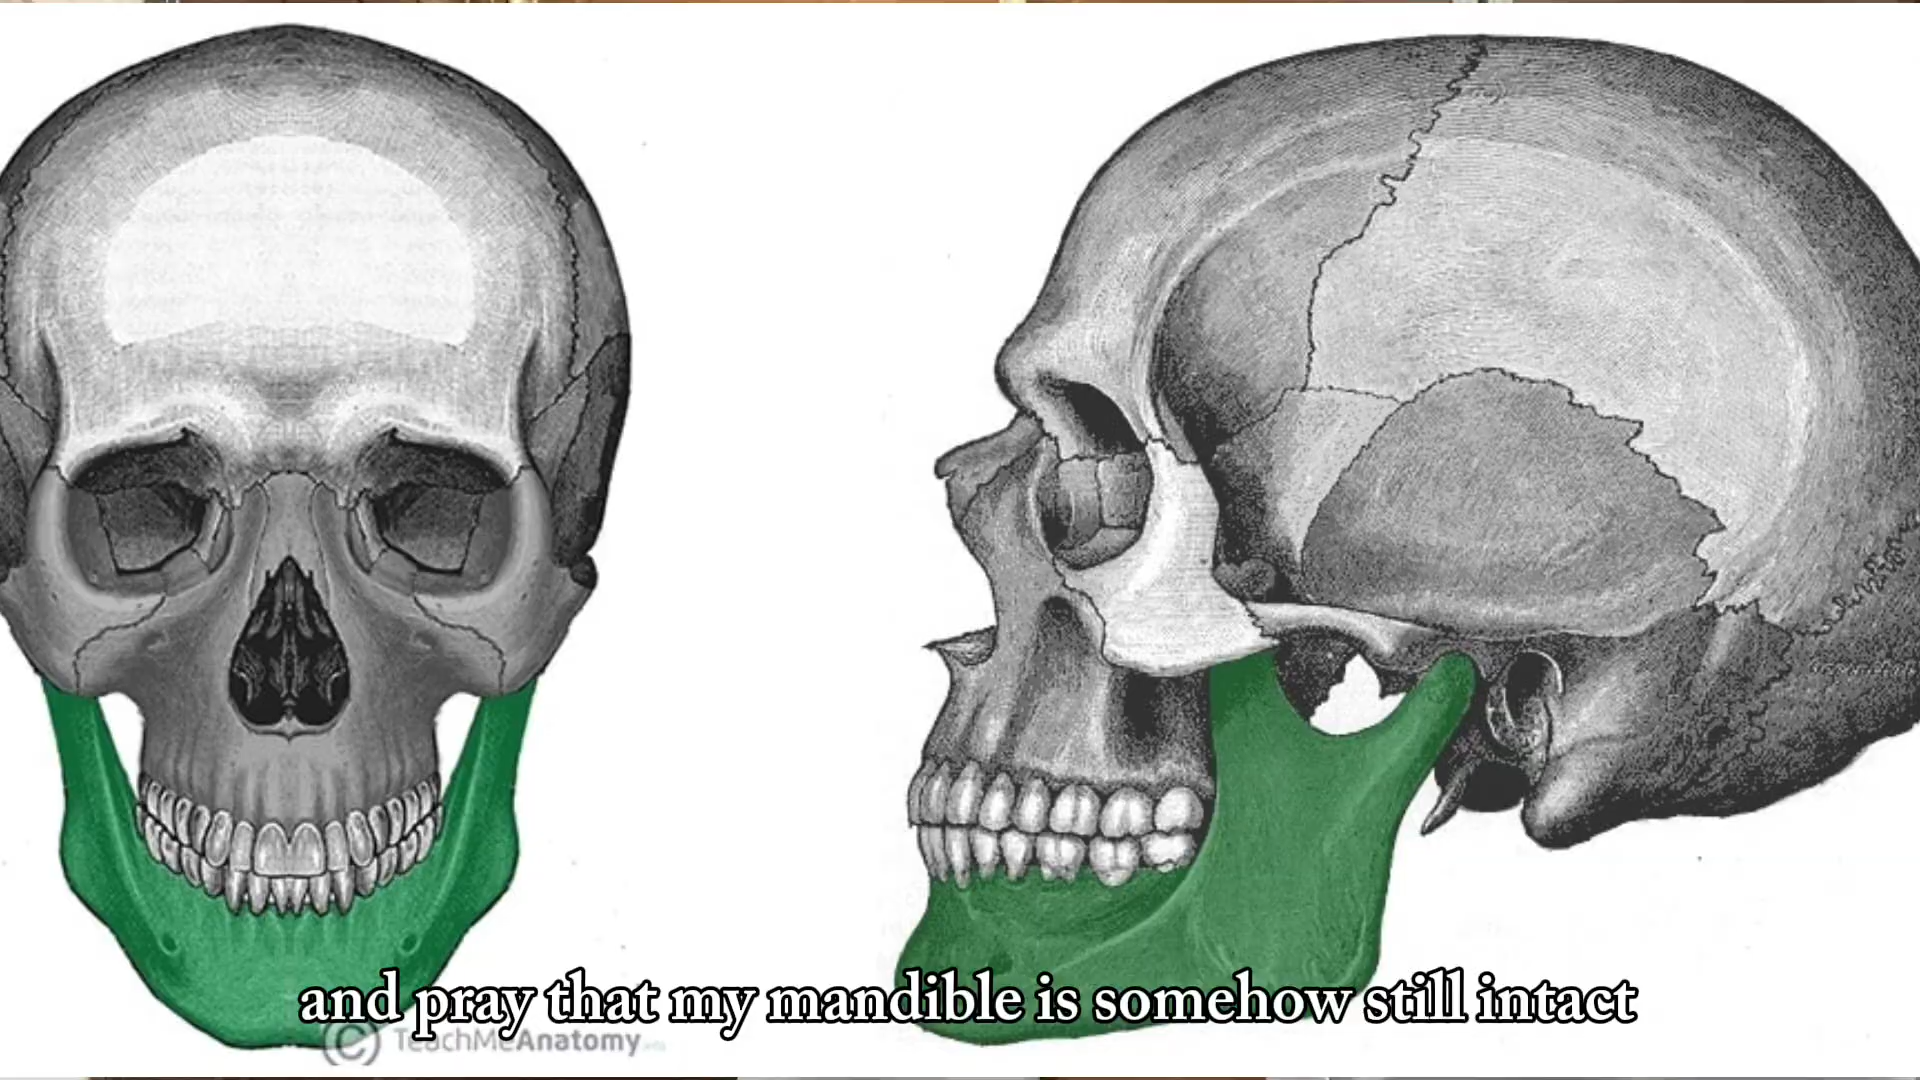 and pray that my mandible is somehow still intact
© TeachMeAnatomy